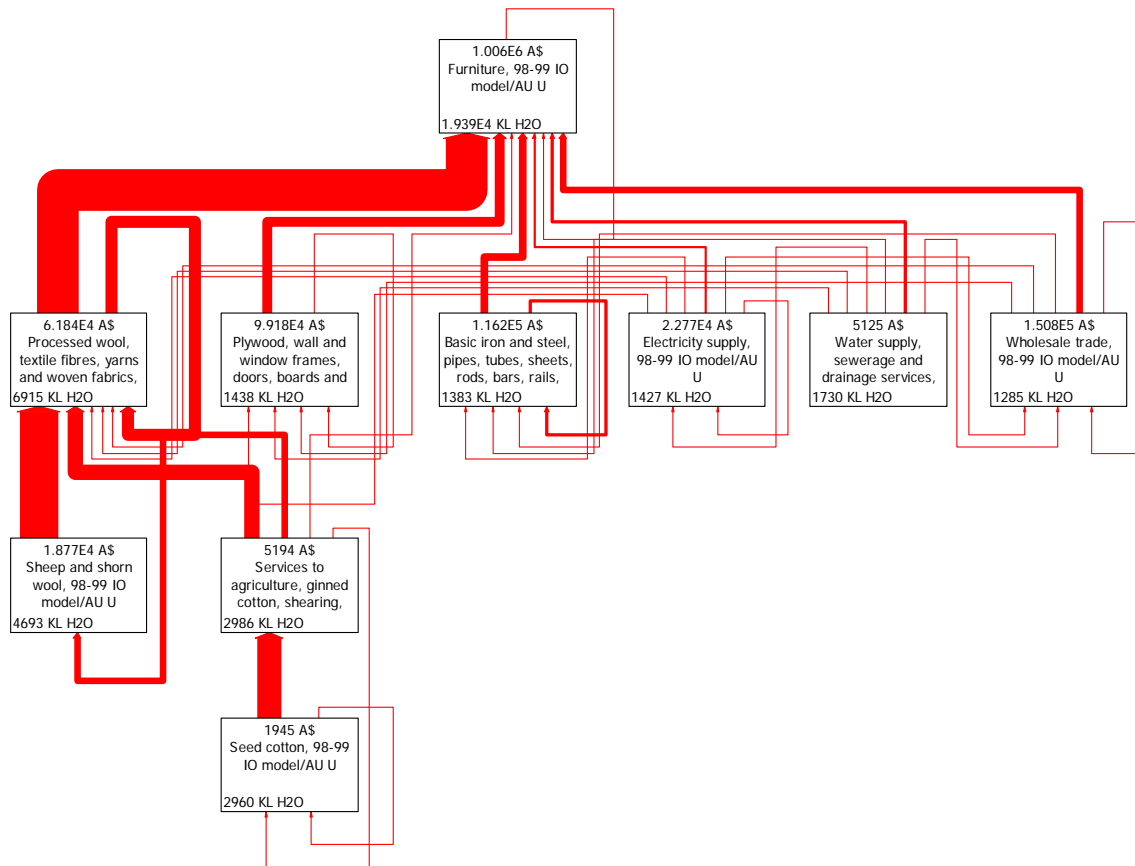 1.006E6 A$
Furniture, 98-99 IO
model/AU U
1.939E4 KL H2O
6.184E4 A$
Processed wool,
textile fibres, yarns
and woven fabrics,
6915 KL H2O
9.918E4 A$
Plywood, wall and
window frames,
doors, boards and
1438 KL H2O
1.162E5 A$
Basic iron and steel,
pipes, tubes, sheets,
rods, bars, rails,
1383 KL H2O
2.277E4 A$
Electricity supply,
98-99 IO model/AU
U
1427 KL H2O
5125 A$
Water supply,
sewerage and
drainage services,
1730 KL H2O
1.508E5 A$
Wholesale trade,
98-99 IO model/AU
U
1285 KL H2O
1.877E4 A$
Sheep and shorn
wool, 98-99 IO
model/AU U
4693 KL H2O
5194 A$
Services to
agriculture, ginned
cotton, shearing,
2986 KL H2O
1945 A$
Seed cotton, 98-99
IO model/AU U
2960 KL H2O